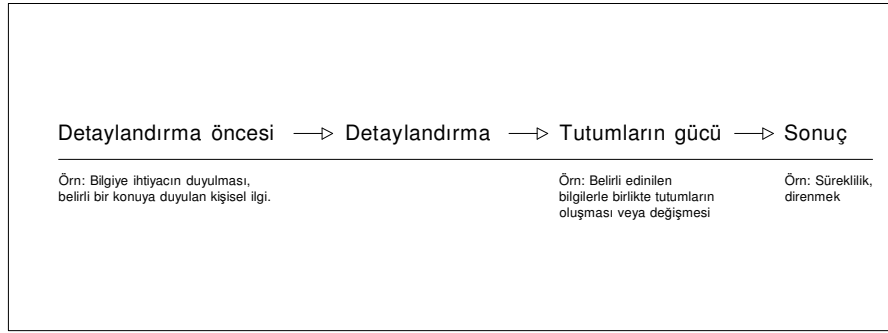 Detaylandırma öncesi Detaylandırma Tutumların gücü Sonuç
Örn: Bilgiye ihtiyacın duyulması,
belirli bir konuya duyulan kişisel ilgi.
Örn: Belirli edinilen
bilgilerle birlikte tutumların
oluşması veya değişmesi
Örn: Süreklilik,
direnmek